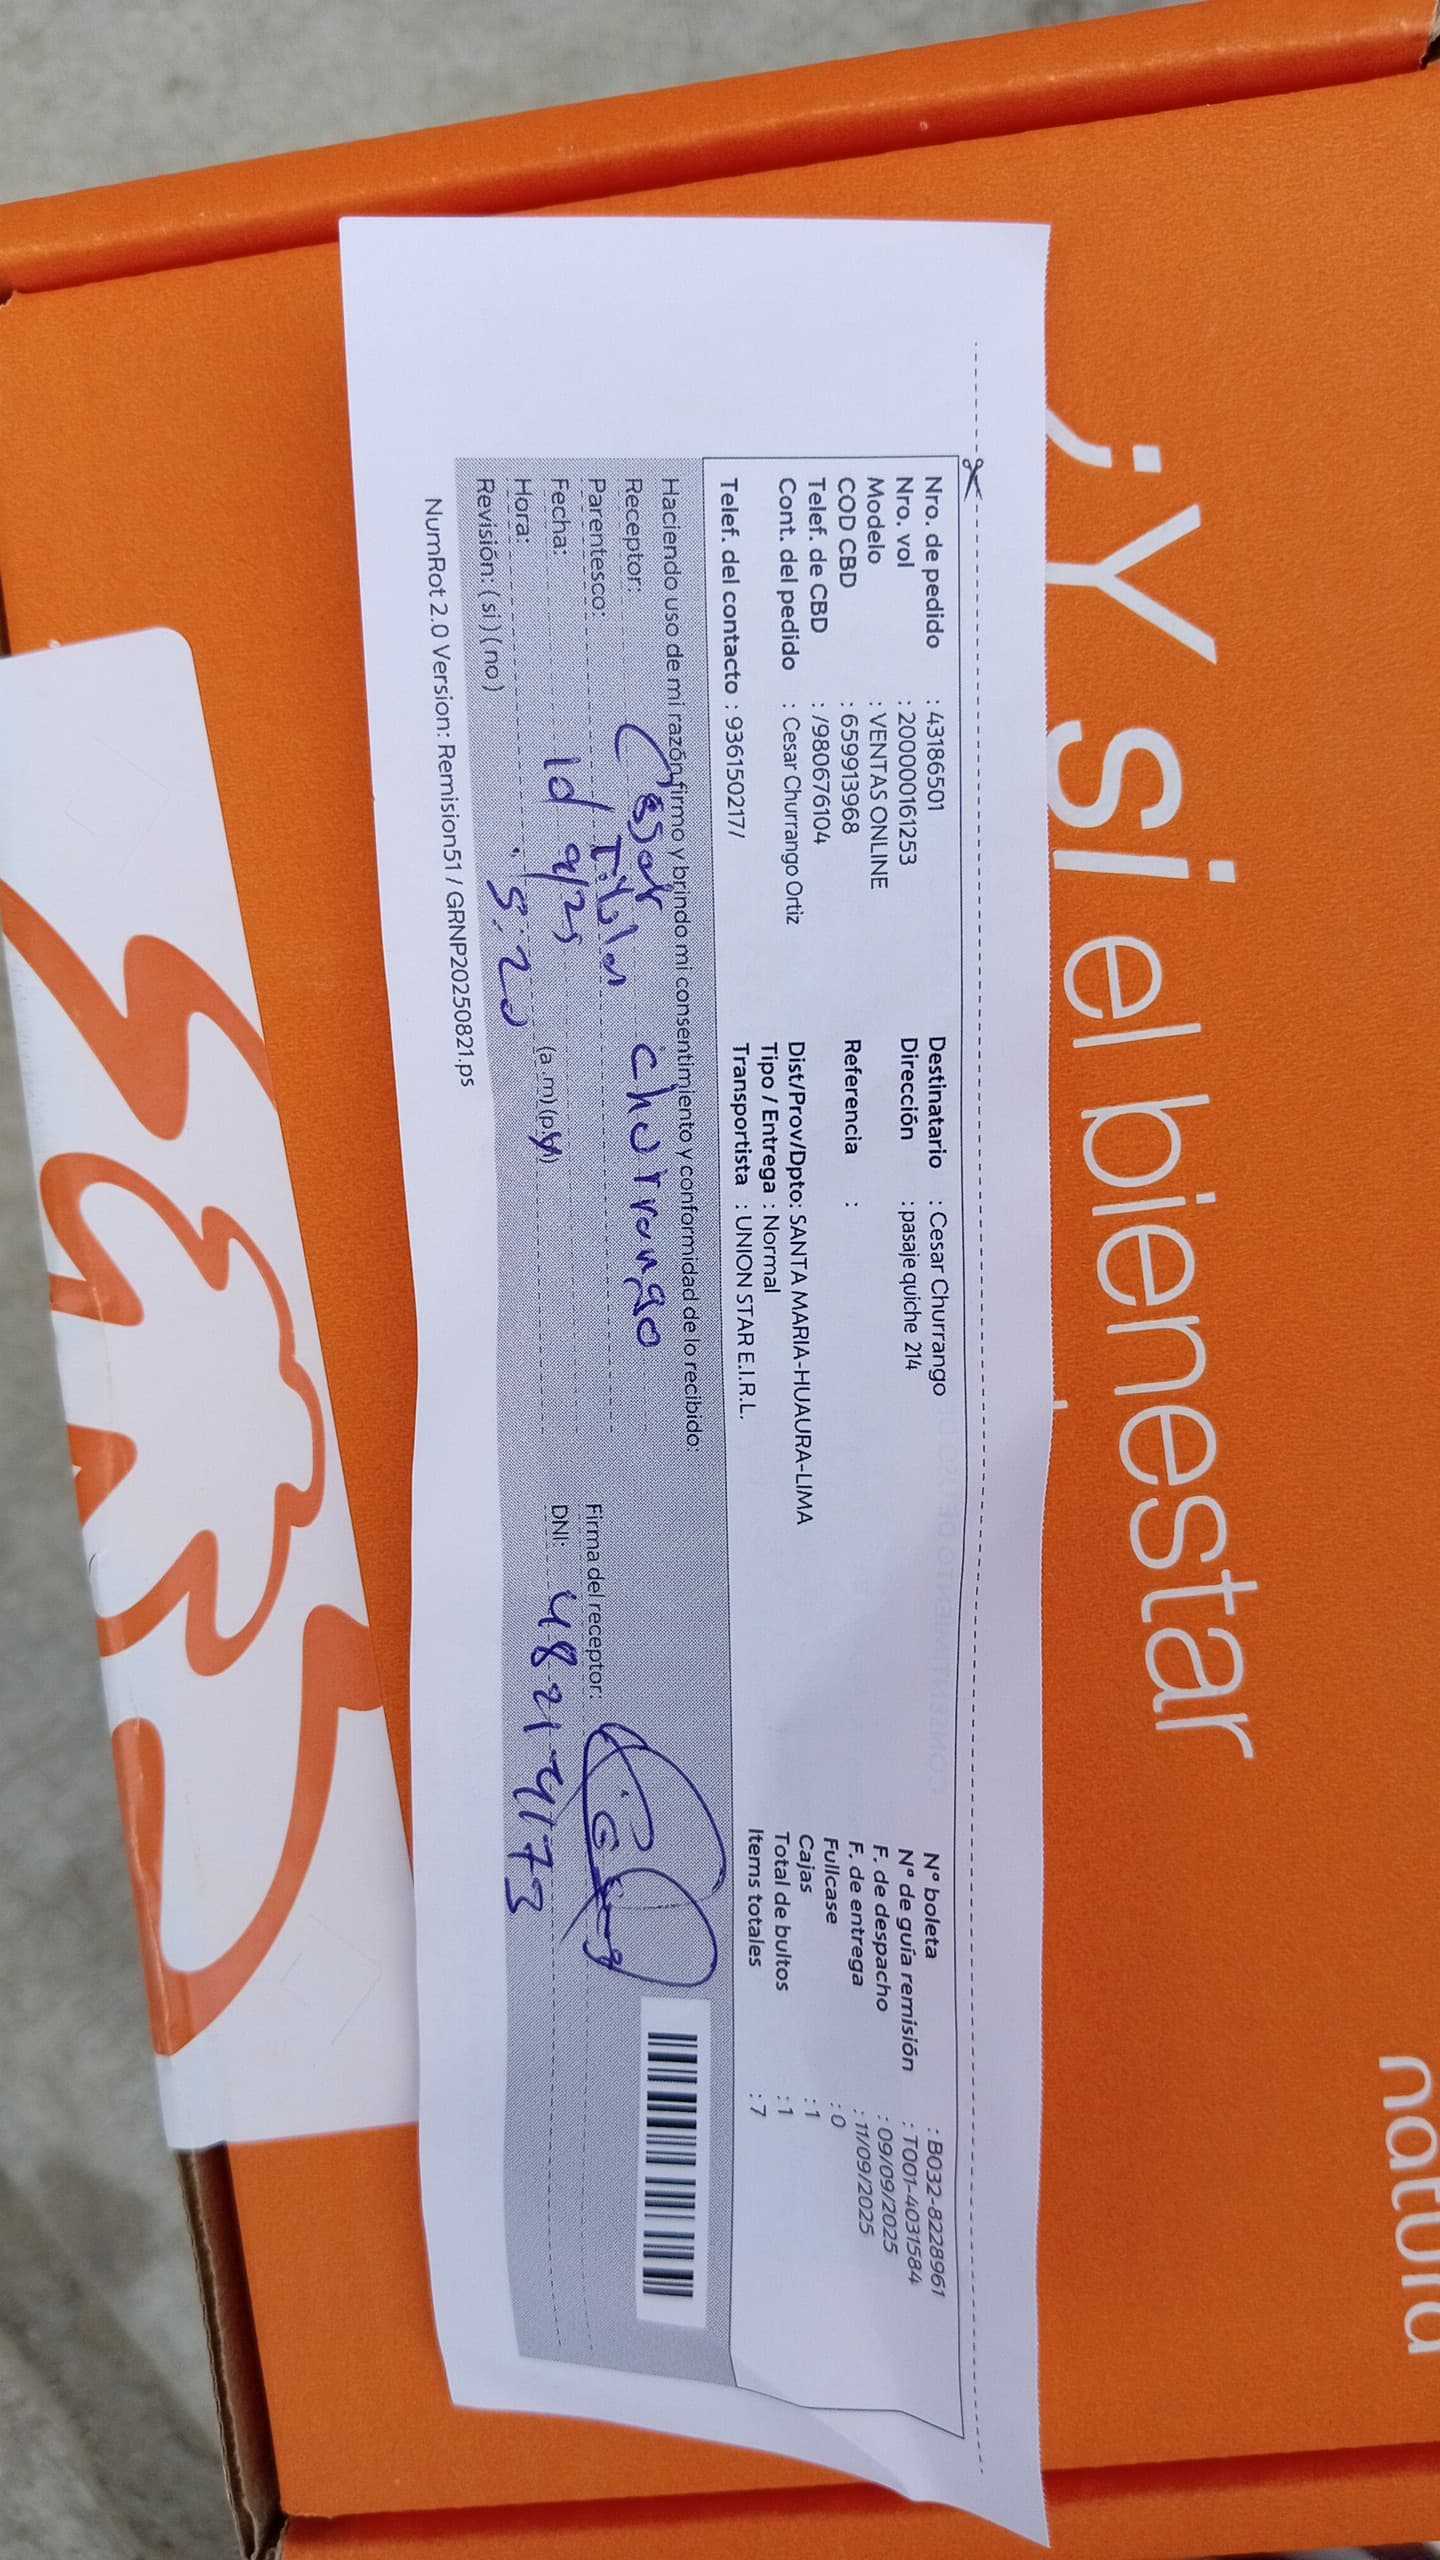 ¿Y si el bienestar
natura
Nro. de pedido : 43186501
Nro. vol : 200000161253
Modelo : VENTAS ONLINE
COD CBD : 659913968
Telef. de CBD : /980676104
Cont. del pedido : Cesar Churrango Ortiz
Telef. del contacto : 936150217/
Destinatario : Cesar Churrango
Dirección : pasaje quiche 214
Referencia :
Dist/Prov/Dpto: SANTA MARIA-HUAURA-LIMA
Tipo / Entrega : Normal
Transportista : UNION STAR E.I.R.L.
N° boleta : B032-8228961
N° de guía remisión : T001-4031584
F. de despacho : 09/09/2025
F. de entrega : 11/09/2025
Fullcase : 0
Cajas : 1
Total de bultos : 1
Items totales : 7
Haciendo uso de mi razón firmo y brindo mi consentimiento y conformidad de lo recibido:
Receptor: Cesar Churrango
Parentesco: Titular
Fecha: 10/ 9/25
Hora: 5:20 (a.m) (p.m)
Revisión: ( si ) ( no )
Firma del receptor:
DNI: 48214173
NumRot 2.0 Version: Remision51 / GRNP20250821.ps